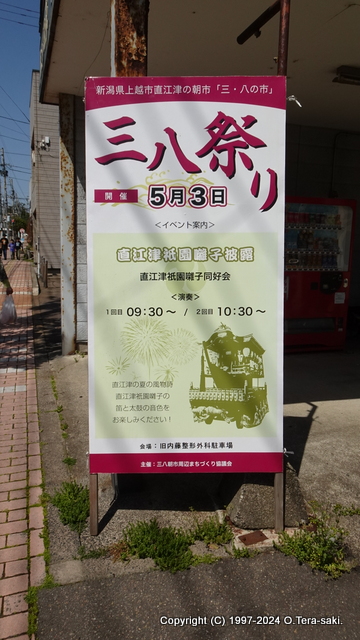 新潟県上越市直江津の朝市「三・八の市」
三八祭り
開催 5月3日
<イベント案内>
直江津祇園囃子披露
直江津祇園囃子同好会
<演奏>
1回目 09:30～ / 2回目 10:30～
直江津の夏の風物詩
直江津祇園囃子の
笛と太鼓の音色を
お楽しみください!
会場:旧内藤整形外科駐車場
主催:三八朝市周辺まちづくり協議会
Copyright (C) 1997-2024 O.Tera-saki.